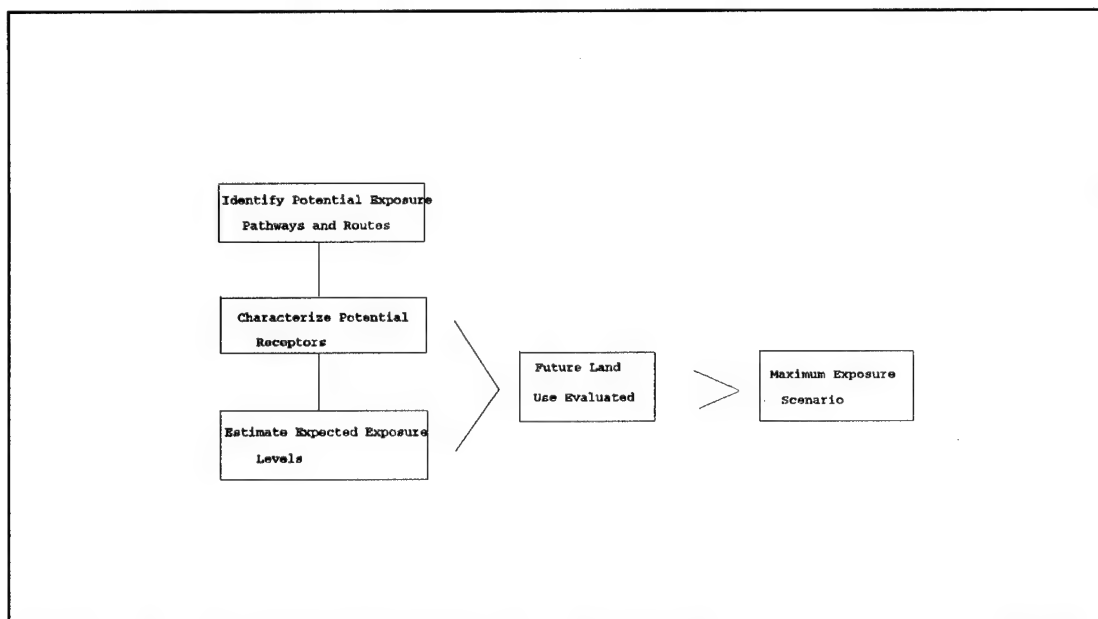 Identify Potential Exposure
Pathways and Routes
Characterize Potential
Receptors
Estimate Expected Exposure
Levels
Future Land
Use Evaluated
Maximum Exposure
Scenario